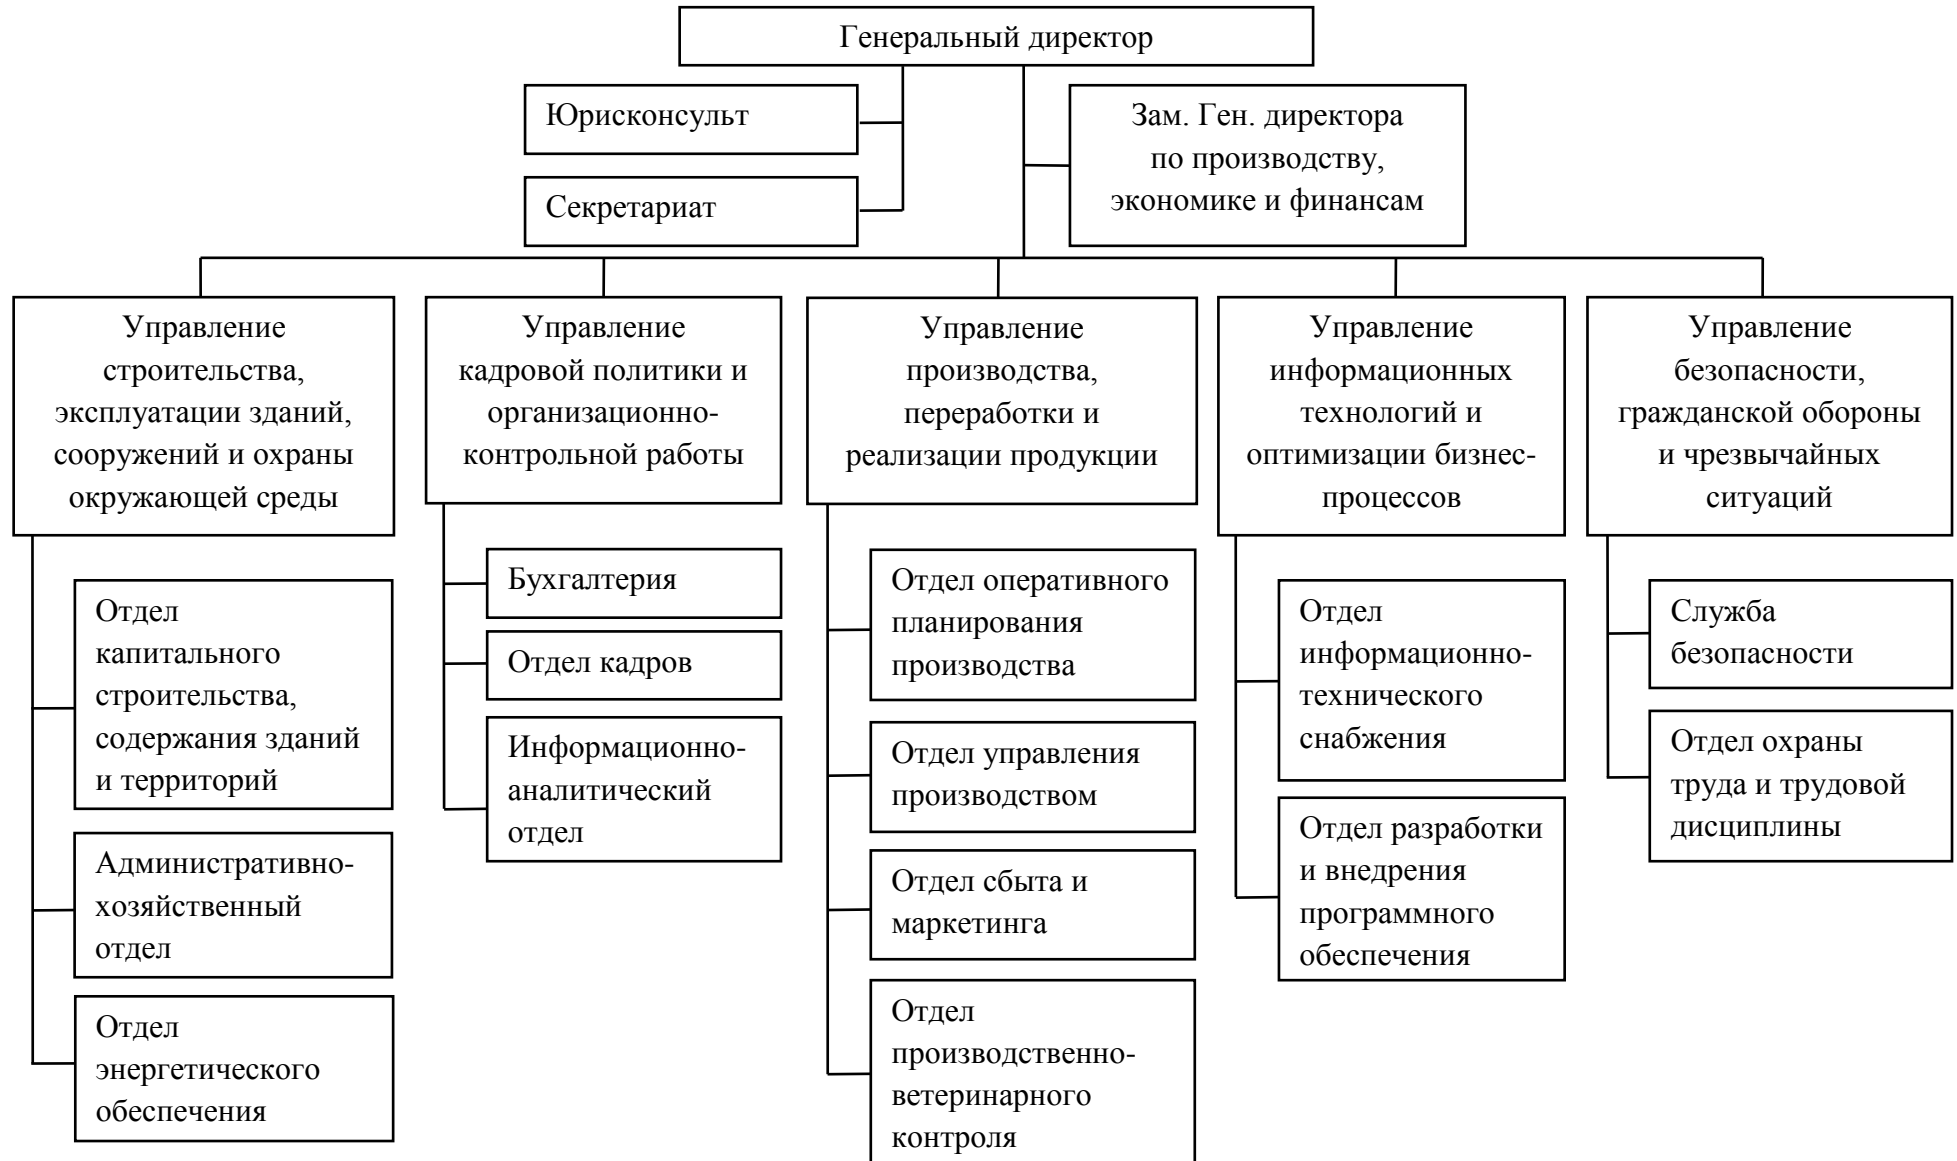 Генеральный директор
Юрисконсульт
Секретариат
Зам. Ген. директора
по производству,
экономике и финансам
Управление
строительства,
эксплуатации зданий,
сооружений и охраны
окружающей среды
Отдел
капитального
строительства,
содержания зданий
и территорий
Административно-
хозяйственный
отдел
Отдел
энергетического
обеспечения
Управление
кадровой политики и
организационно-
контрольной работы
Бухгалтерия
Отдел кадров
Информационно-
аналитический
отдел
Управление
производства,
переработки и
реализации продукции
Отдел оперативного
планирования
производства
Отдел управления
производством
Отдел сбыта и
маркетинга
Отдел
производственно-
ветеринарного
контроля
Управление
информационных
технологий и
оптимизации бизнес-
процессов
Отдел
информационно-
технического
снабжения
Отдел разработки
и внедрения
программного
обеспечения
Управление
безопасности,
гражданской обороны
и чрезвычайных
ситуаций
Служба
безопасности
Отдел охраны
труда и трудовой
дисциплины